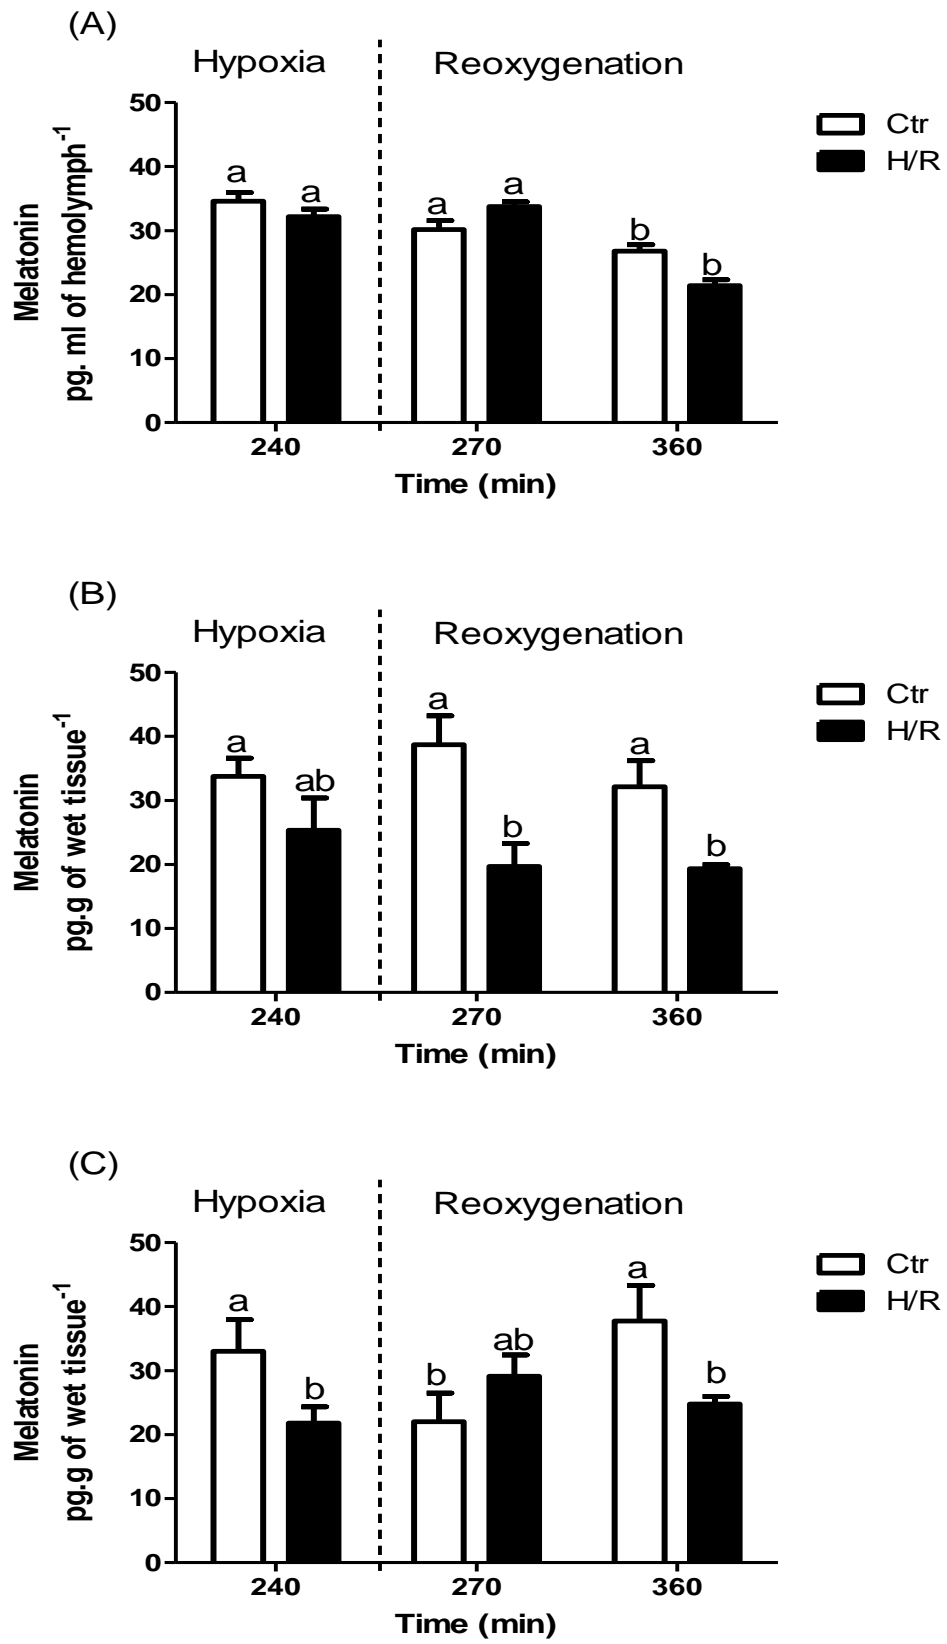 (A)
Hypoxia
Reoxygenation
50
40
30
20
10
0
Melatonin
pg. ml of hemolymph⁻¹
a
a
a
a
b
b
240
270
360
Time (min)
Ctr
H/R
(B)
Hypoxia
Reoxygenation
50
40
30
20
10
0
Melatonin
pg.g of wet tissue⁻¹
a
ab
a
b
a
b
240
270
360
Time (min)
Ctr
H/R
(C)
Hypoxia
Reoxygenation
50
40
30
20
10
0
Melatonin
pg.g of wet tissue⁻¹
a
b
b
ab
a
b
240
270
360
Time (min)
Ctr
H/R